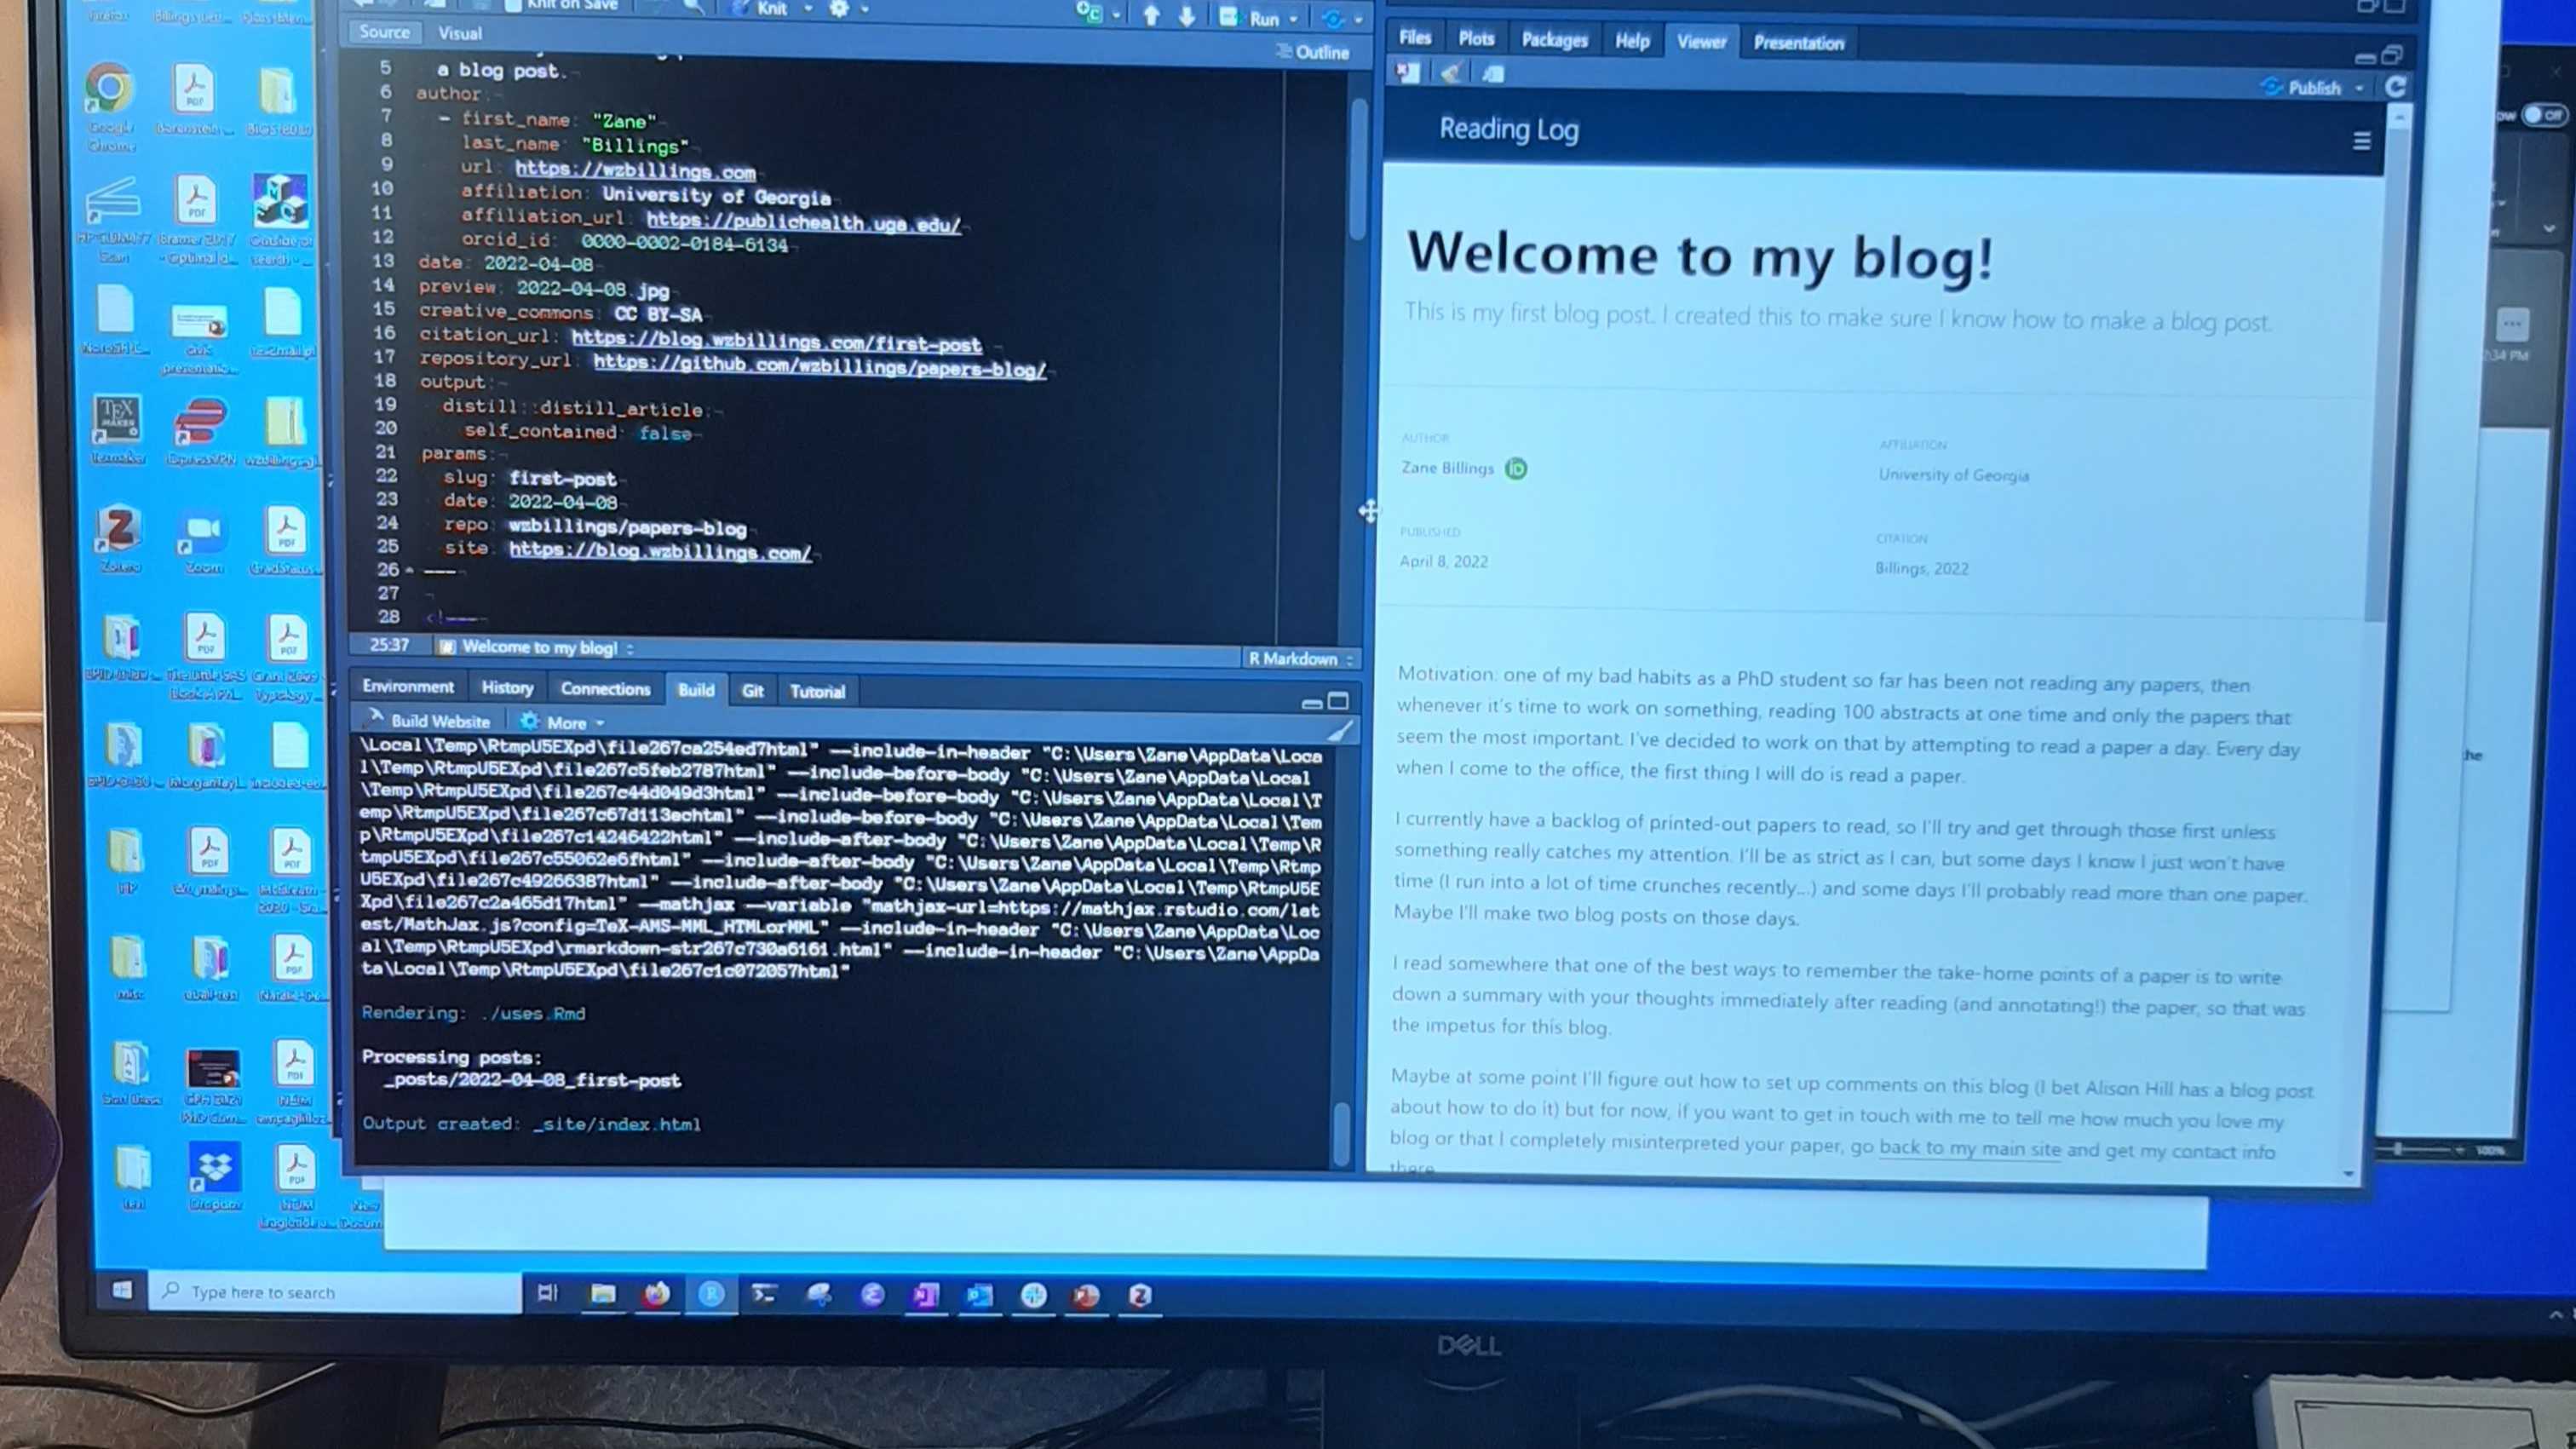 Knit on Save
Knit
Run
Source
Visual
Outline
5 a blog post.
6 author:
7 - first_name: "Zane"
8 last_name: "Billings"
9 url: https://wzbillings.com
10 affiliation: University of Georgia
11 affiliation_url: https://publichealth.uga.edu/
12 orcid_id: 0000-0002-0184-6134
13 date: 2022-04-08
14 preview: 2022-04-08.jpg
15 creative_commons: CC BY-SA
16 citation_url: https://blog.wzbillings.com/first-post
17 repository_url: https://github.com/wzbillings/papers-blog/
18 output:
19 distill::distill_article:
20 self_contained: false
21 params:
22 slug: first-post
23 date: 2022-04-08
24 repo: wzbillings/papers-blog
25 site: https://blog.wzbillings.com/
26 ---
27
28 <!---
25:37
Welcome to my blog!
R Markdown
Environment History Connections Build Git Tutorial
Build Website More
\Local\Temp\RtmpU5EXpd\file267ca254ed7html" --include-in-header "C:\Users\Zane\AppData\Loca
l\Temp\RtmpU5EXpd\file267c5feb2787html" --include-before-body "C:\Users\Zane\AppData\Local
\Temp\RtmpU5EXpd\file267c44d049d3html" --include-before-body "C:\Users\Zane\AppData\Local\T
emp\RtmpU5EXpd\file267c67d113echtml" --include-before-body "C:\Users\Zane\AppData\Local\Tem
p\RtmpU5EXpd\file267c14246422html" --include-after-body "C:\Users\Zane\AppData\Local\Temp\R
tmpU5EXpd\file267c55062e6fhtml" --include-after-body "C:\Users\Zane\AppData\Local\Temp\Rtmp
U5EXpd\file267c49266387html" --include-after-body "C:\Users\Zane\AppData\Local\Temp\RtmpU5E
Xpd\file267c2a465d17html" --mathjax --variable "mathjax-url=https://mathjax.rstudio.com/lat
est/MathJax.js?config=TeX-AMS-MML_HTMLorMML" --include-in-header "C:\Users\Zane\AppData\Loc
al\Temp\RtmpU5EXpd\rmarkdown-str267c730a6161.html" --include-in-header "C:\Users\Zane\AppDa
ta\Local\Temp\RtmpU5EXpd\file267c1c072057html"
Rendering: ./uses.Rmd
Processing posts:
_posts/2022-04-08_first-post
Output created: _site/index.html
Files Plots Packages Help Viewer Presentation
Publish
Reading Log
Welcome to my blog!
This is my first blog post. I created this to make sure I know how to make a blog post.
AUTHOR
AFFILIATION
Zane Billings
University of Georgia
PUBLISHED
CITATION
April 8, 2022
Billings, 2022
Motivation: one of my bad habits as a PhD student so far has been not reading any papers, then
whenever it's time to work on something, reading 100 abstracts at one time and only the papers that
seem the most important. I've decided to work on that by attempting to read a paper a day. Every day
when I come to the office, the first thing I will do is read a paper.
I currently have a backlog of printed-out papers to read, so I'll try and get through those first unless
something really catches my attention. I'll be as strict as I can, but some days I know I just won't have
time (I run into a lot of time crunches recently...) and some days I'll probably read more than one paper.
Maybe I'll make two blog posts on those days.
I read somewhere that one of the best ways to remember the take-home points of a paper is to write
down a summary with your thoughts immediately after reading (and annotating!) the paper, so that was
the impetus for this blog.
Maybe at some point I'll figure out how to set up comments on this blog (I bet Alison Hill has a blog post
about how to do it) but for now, if you want to get in touch with me to tell me how much you love my
blog or that I completely misinterpreted your paper, go back to my main site and get my contact info
there
Google
Chrome
Zotero
Zoom
ExpressVPN
misc
Dropbox
Off
2:34 PM
the
100%
Type here to search
DELL